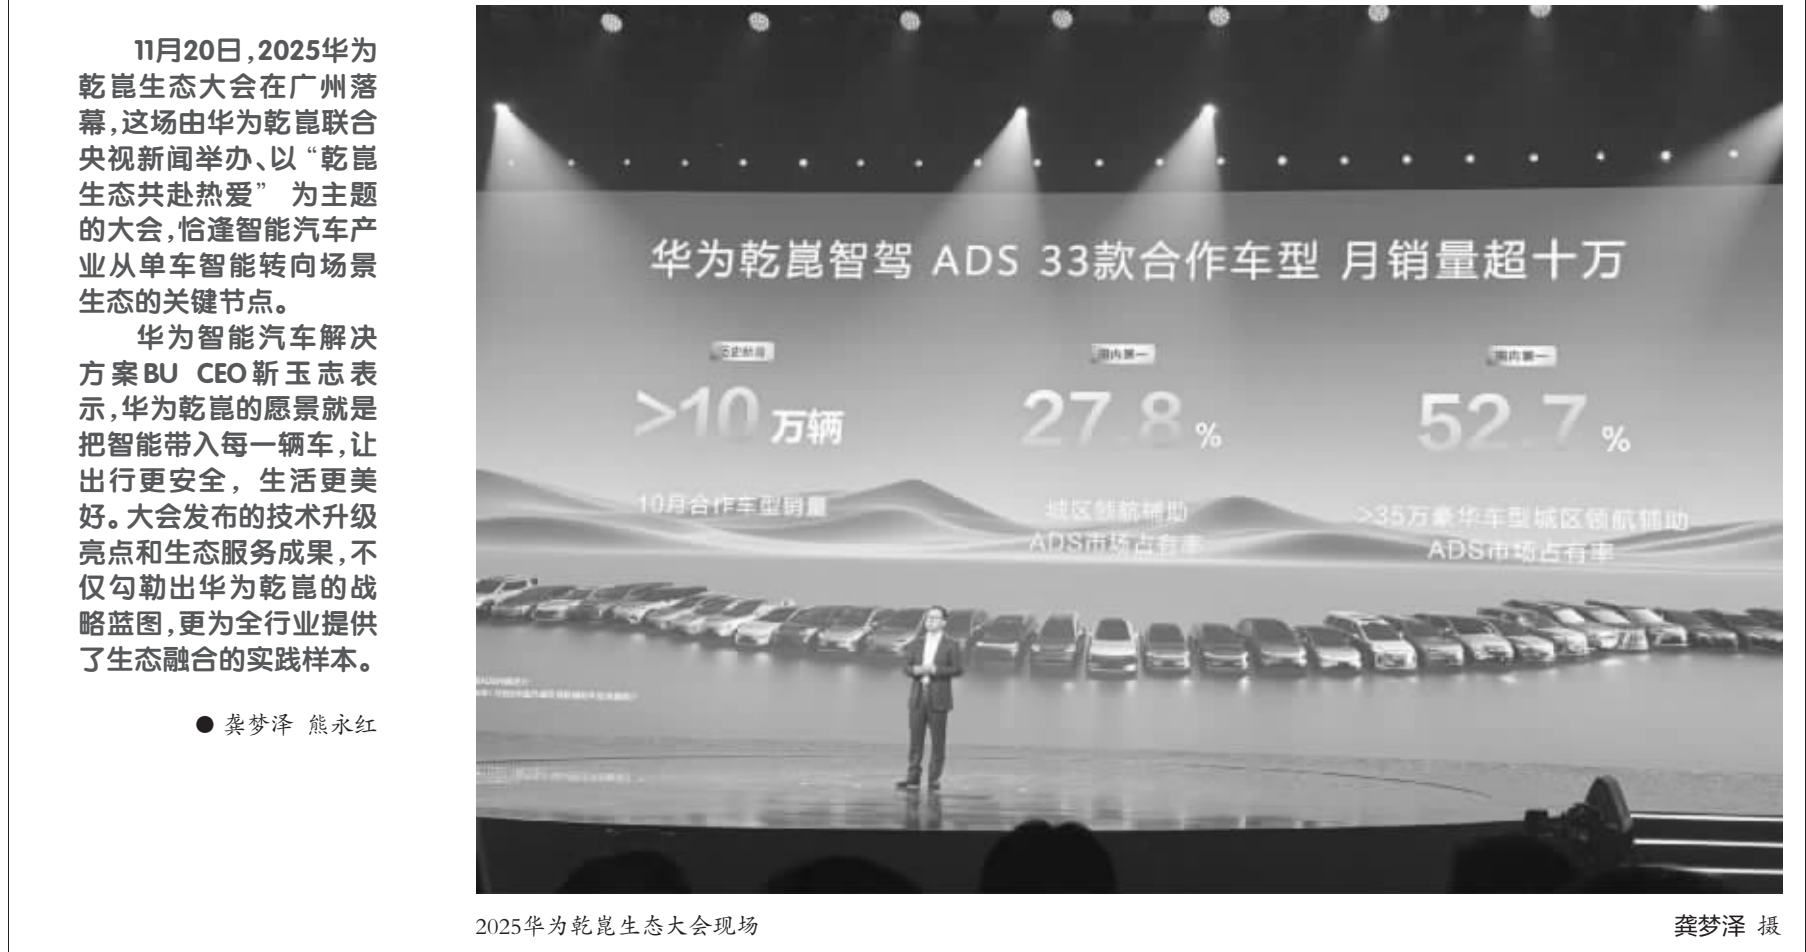 11月20日，2025华为
乾崑生态大会在广州落
幕，这场由华为乾崑联合
央视新闻举办、以“乾崑
生态共赴热爱” 为主题
的大会，恰逢智能汽车产
业从单车智能转向场景
生态的关键节点。
华为智能汽车解决
方案BU CEO靳玉志表
示，华为乾崑的愿景就是
把智能带入每一辆车，让
出行更安全，生活更美
好。大会发布的技术升级
亮点和生态服务成果，不
仅勾勒出华为乾崑的战
略蓝图，更为全行业提供
了生态融合的实践样本。
● 龚梦泽 熊永红
华为乾崑智驾 ADS 33款合作车型 月销量超十万
历史新高
>10 万辆
10月合作车型销量
国内第一
27.8 %
城区领航辅助
ADS市场占有率
国内第一
52.7 %
>35万豪华车型城区领航辅助
ADS市场占有率
2025华为乾崑生态大会现场
龚梦泽 摄